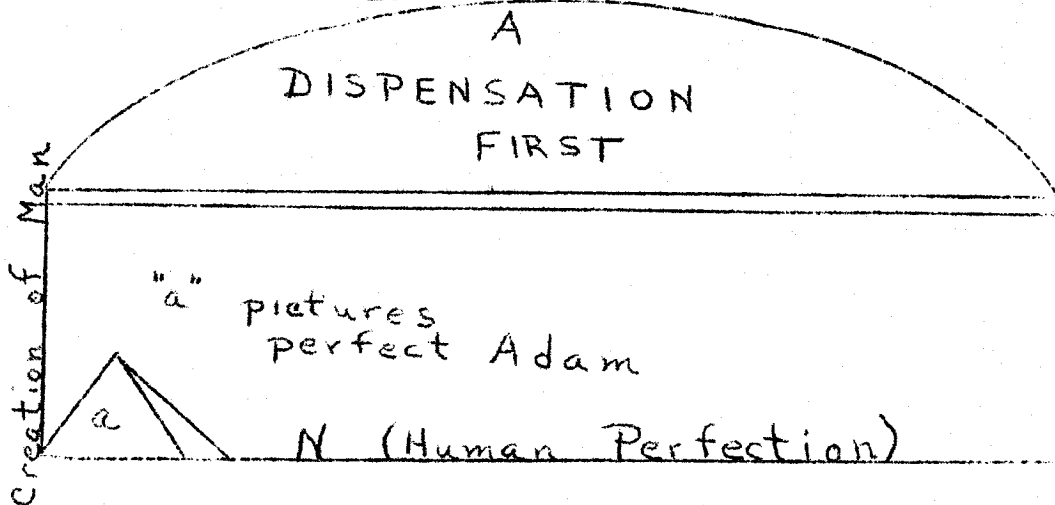 A
DISPENSATION
FIRST
Creation of Man
"a" pictures
perfect Adam
a
N (Human Perfection)